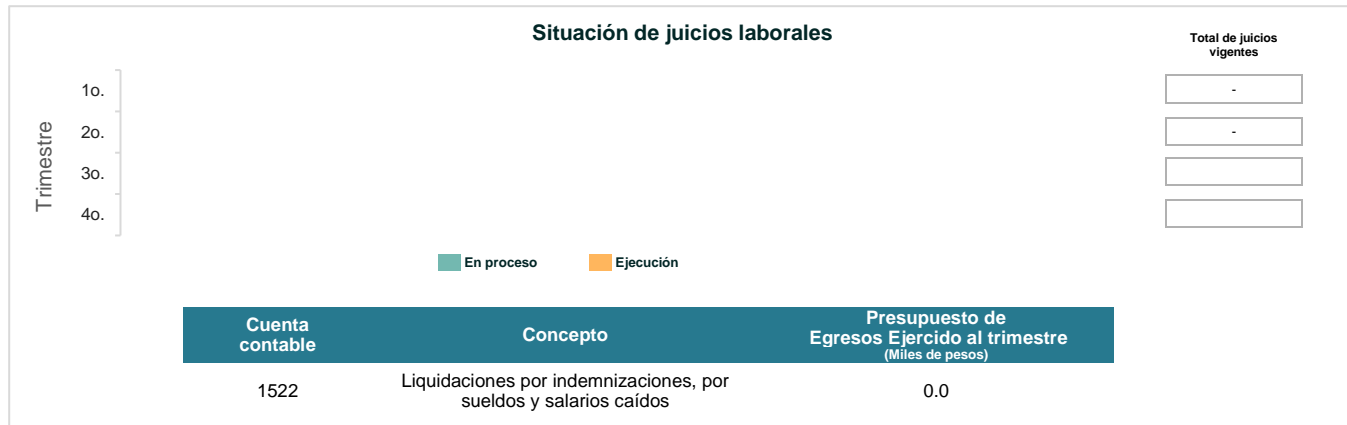 Situación de juicios laborales
Total de juicios
vigentes
Trimestre
1o.
-
2o.
-
3o.
4o.
En proceso
Ejecución
Cuenta
contable
Concepto
Presupuesto de
Egresos Ejercido al trimestre
(Miles de pesos)
1522
Liquidaciones por indemnizaciones, por
sueldos y salarios caídos
0.0